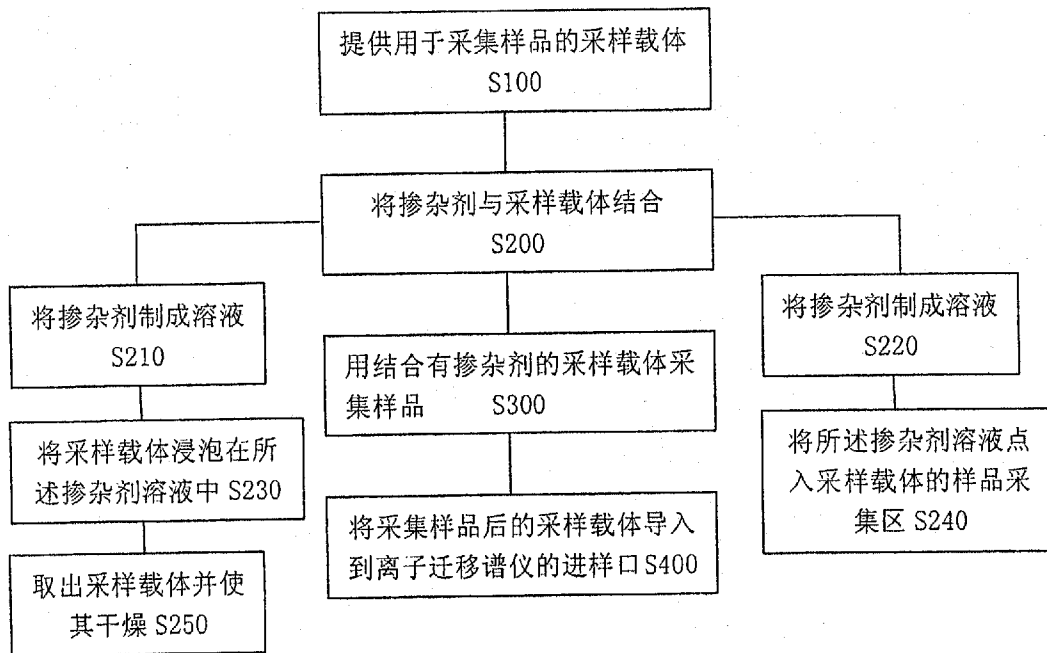 提供用于采集样品的采样载体
S100
将掺杂剂与采样载体结合
S200
将掺杂剂制成溶液
S210
将采样载体浸泡在所
述掺杂剂溶液中 S230
取出采样载体并使
其干燥 S250
用结合有掺杂剂的采样载体采
集样品 S300
将采集样品后的采样载体导入
到离子迁移谱仪的进样口S400
将掺杂剂制成溶液
S220
将所述掺杂剂溶液点
入采样载体的样品采
集区 S240